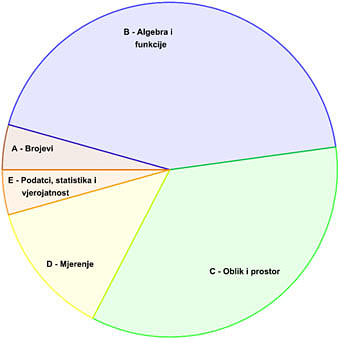 B - Algebra i
funkcije
A - Brojevi
E - Podatci, statistika i
vjerojatnost
D - Mjerenje
C - Oblik i prostor